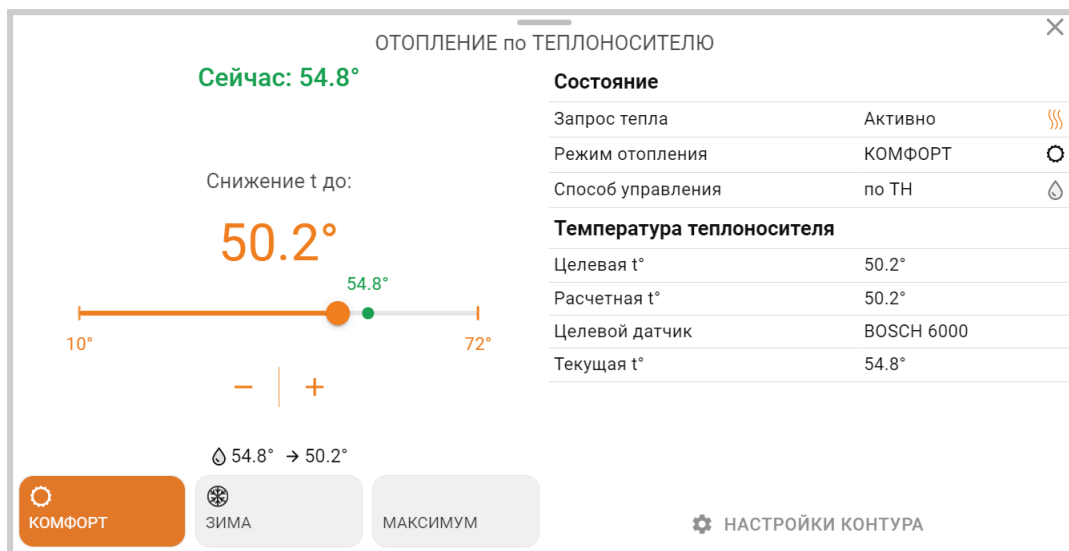 ОТОПЛЕНИЕ по ТЕПЛОНОСИТЕЛЮ
Сейчас: 54.8°
Снижение t до:
50.2°
54.8°
10° 72°
− +
54.8° → 50.2°
КОМФОРТ
ЗИМА
МАКСИМУМ
Состояние
Запрос тепла Активно
Режим отопления КОМФОРТ
Способ управления по ТН
Температура теплоносителя
Целевая t° 50.2°
Расчетная t° 50.2°
Целевой датчик BOSCH 6000
Текущая t° 54.8°
НАСТРОЙКИ КОНТУРА